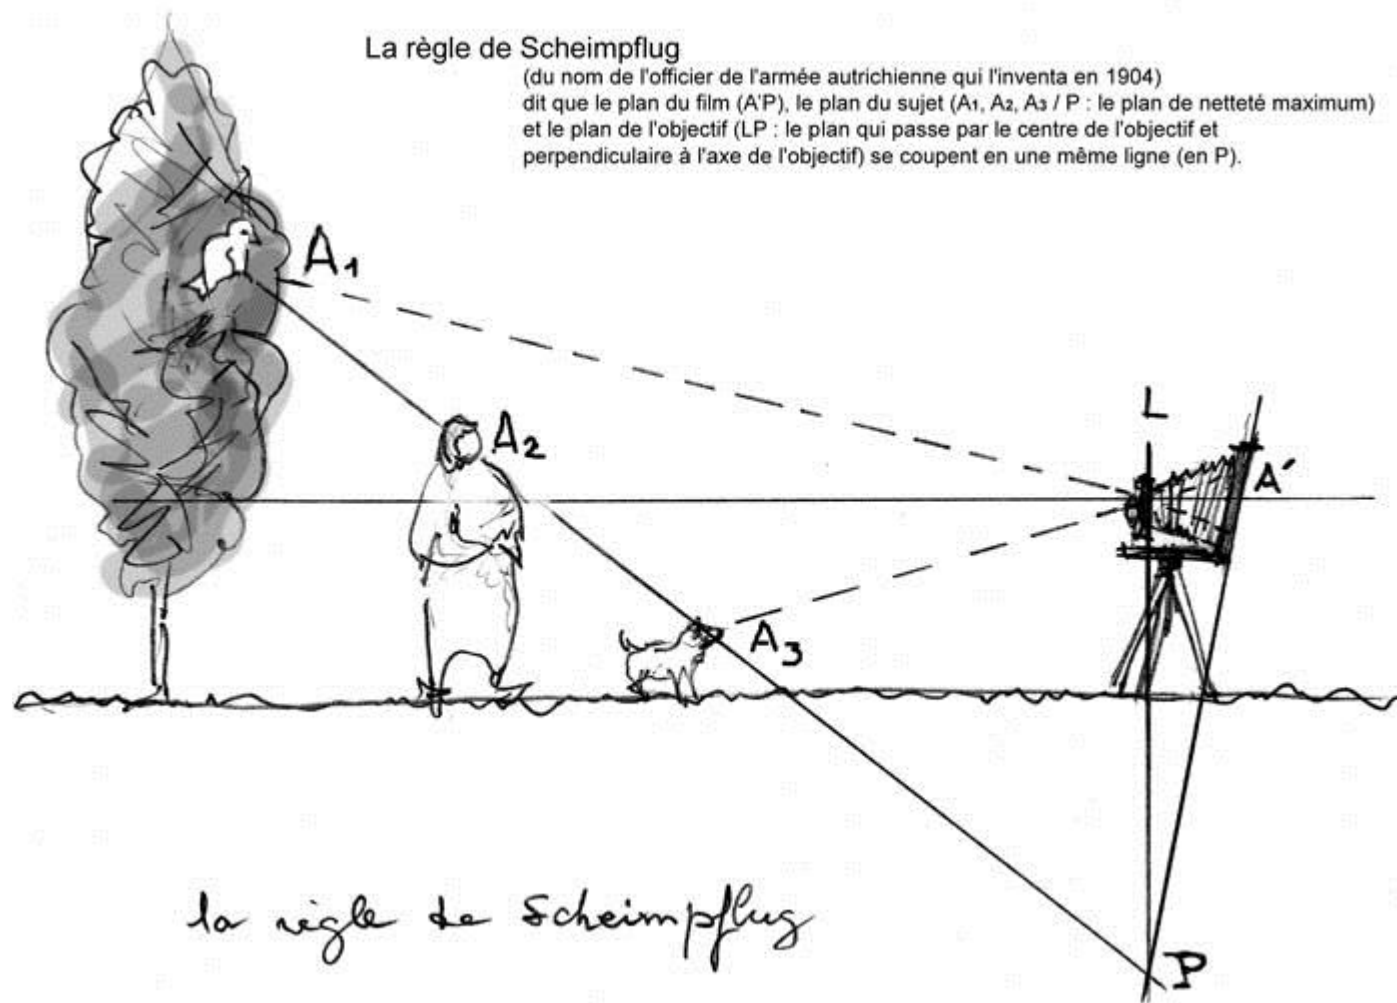 La règle de Scheimpflug
(du nom de l'officier de l'armée autrichienne qui l'inventa en 1904)
dit que le plan du film (A'P), le plan du sujet (A₁, A₂, A₃ / P : le plan de netteté maximum)
et le plan de l'objectif (LP : le plan qui passe par le centre de l'objectif et
perpendiculaire à l'axe de l'objectif) se coupent en une même ligne (en P).
A₁
L
A₂
A'
A₃
la règle de Scheimpflug
P